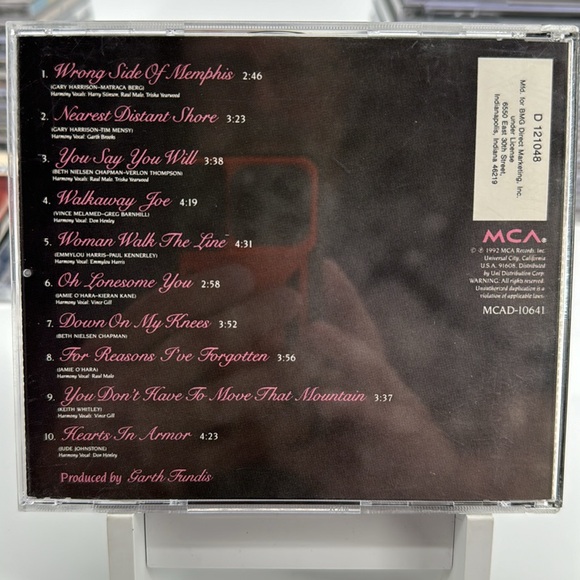 1. Wrong Side Of Memphis 2:46
(GARY HARRISON-MATRACA BERG)
Harmony Vocals: Harry Stinson, Raul Malo, Trisha Yearwood
2. Nearest Distant Shore 3:23
(GARY HARRISON-TIM MENSY)
Harmony Vocal: Garth Brooks
3. You Say You Will 3:38
(BETH NIELSEN CHAPMAN-VERLON THOMPSON)
Harmony Vocals: Raul Malo, Trisha Yearwood
4. Walkaway Joe 4:19
(VINCE MELAMED-GREG BARNHILL)
Harmony Vocal: Don Henley
5. Woman Walk The Line 4:31
(EMMYLOU HARRIS-PAUL KENNERLEY)
Harmony Vocal: Emmylou Harris
6. Oh Lonesome You 2:58
(JAMIE O'HARA-KIERAN KANE)
Harmony Vocal: Vince Gill
7. Down On My Knees 3:52
(BETH NIELSEN CHAPMAN)
8. For Reasons I've Forgotten 3:56
(JAMIE O'HARA)
Harmony Vocal: Raul Malo
9. You Don't Have To Move That Mountain 3:37
(KEITH WHITLEY)
Harmony Vocals: Vince Gill
10. Hearts In Armor 4:23
(JUDE JOHNSTONE)
Harmony Vocal: Don Henley
Produced by Garth Fundis
D 121048
Mfd. for BMG Direct Marketing, Inc.
under License
6550 East 30th Street,
Indianapolis, Indiana 46219
MCA®
© ℗ 1992 MCA Records, Inc.
Universal City, California
U.S.A. 91608. Distributed
by Uni Distribution Corp.
WARNING: All rights reserved.
Unauthorized duplication is a
violation of applicable laws.
MCAD-10641